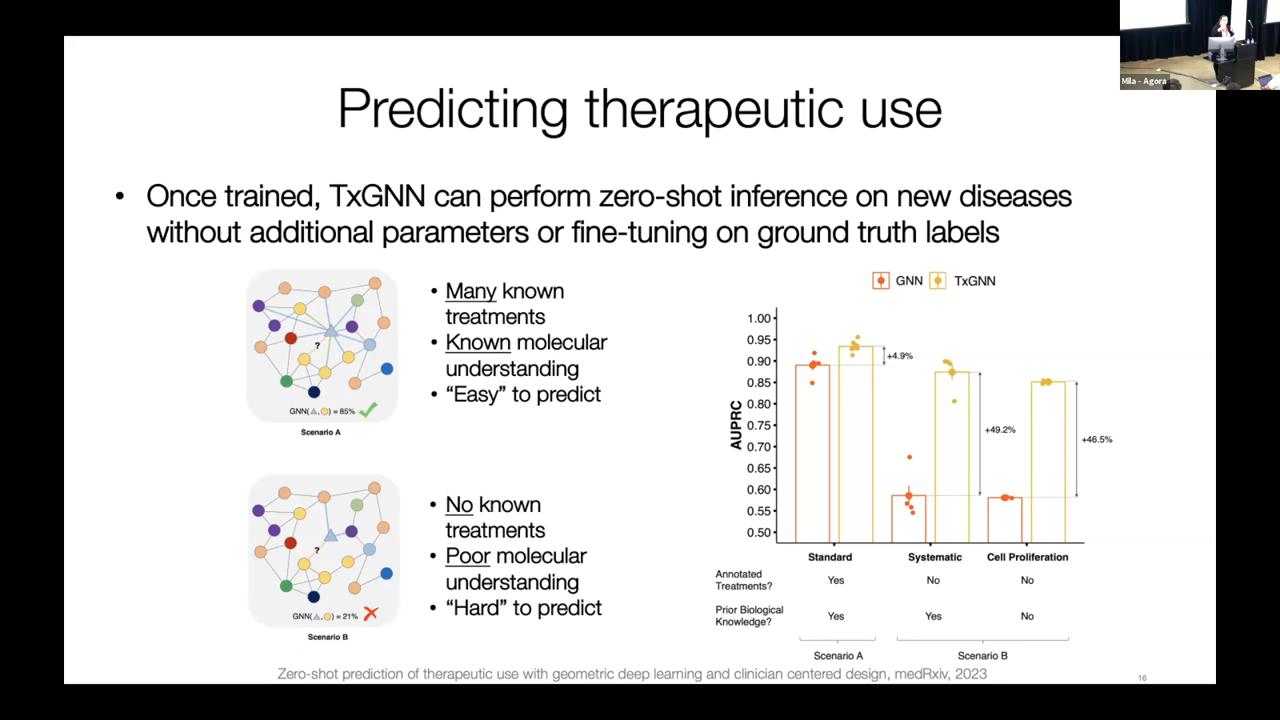 Mila - Agora
Predicting therapeutic use
• Once trained, TxGNN can perform zero-shot inference on new diseases
without additional parameters or fine-tuning on ground truth labels
?
GNN( , ) = 85%
Scenario A
• Many known
treatments
• Known molecular
understanding
• “Easy” to predict
?
GNN( , ) = 21%
Scenario B
• No known
treatments
• Poor molecular
understanding
• “Hard” to predict
GNN TxGNN
AUPRC
1.00
0.95
0.90
0.85
0.80
0.75
0.70
0.65
0.60
0.55
0.50
+4.9%
+49.2%
+46.5%
Standard Systematic Cell Proliferation
Annotated
Treatments?
Yes No No
Prior Biological
Knowledge?
Yes Yes No
Scenario A Scenario B
Zero-shot prediction of therapeutic use with geometric deep learning and clinician centered design, medRxiv, 2023
16